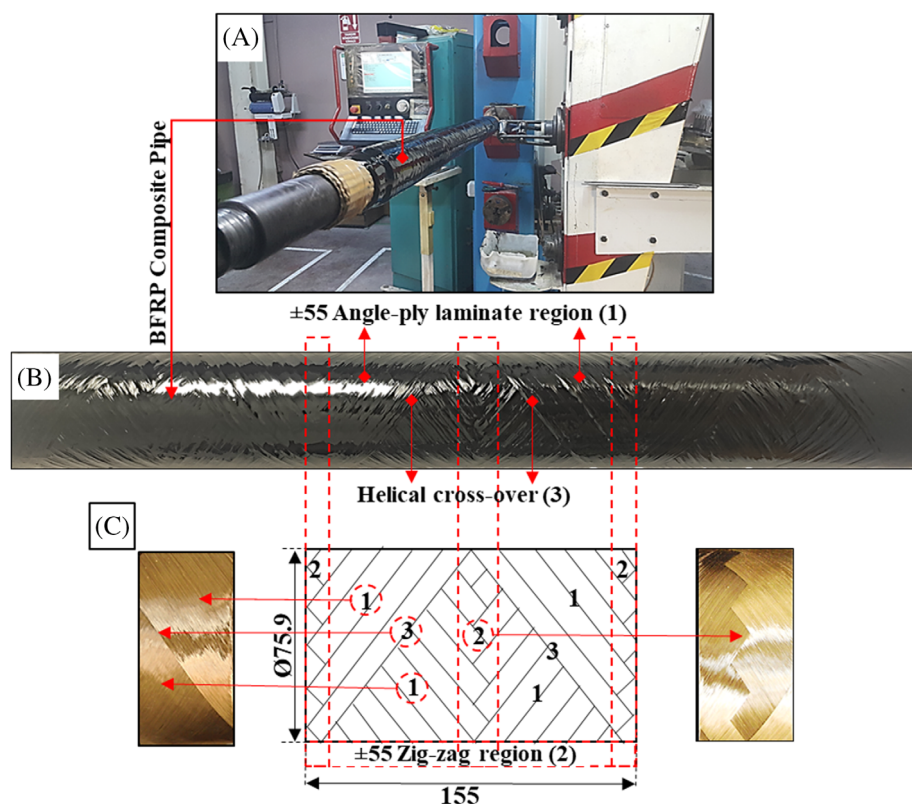 (A)
BFRP Composite Pipe
±55 Angle-ply laminate region (1)
(B)
Helical cross-over (3)
(C)
2
2
1
1
3
2
3
1
1
Ø75.9
±55 Zig-zag region (2)
155